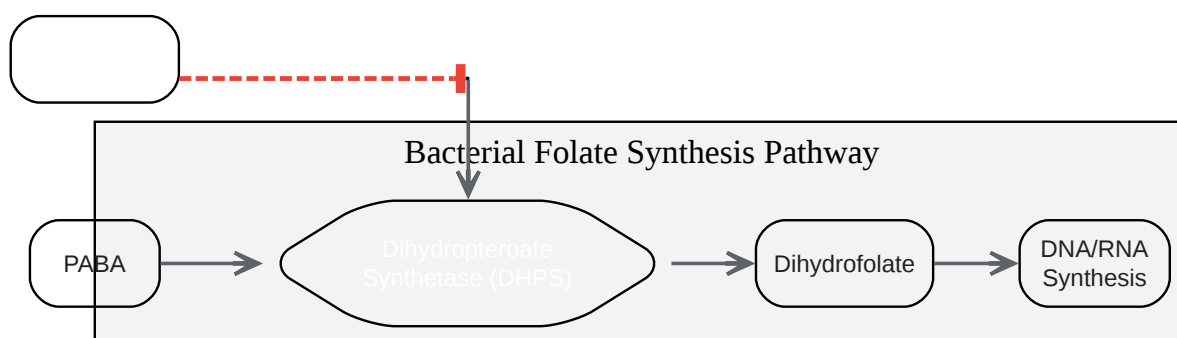 Bacterial Folate Synthesis Pathway
PABA
Dihydropteroate
Synthetase (DHPS)
Dihydrofolate
DNA/RNA
Synthesis